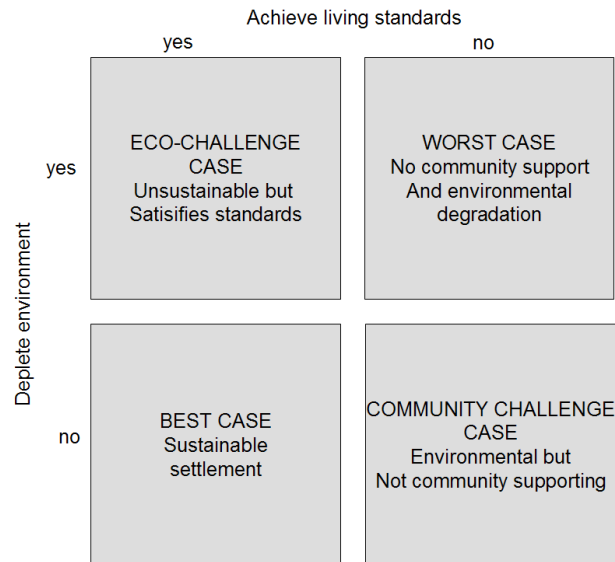 Achieve living standards
yes
no
Deplete environment
yes
ECO-CHALLENGE
CASE
Unsustainable but
Satisifies standards
WORST CASE
No community support
And environmental
degradation
no
BEST CASE
Sustainable
settlement
COMMUNITY CHALLENGE
CASE
Environmental but
Not community supporting